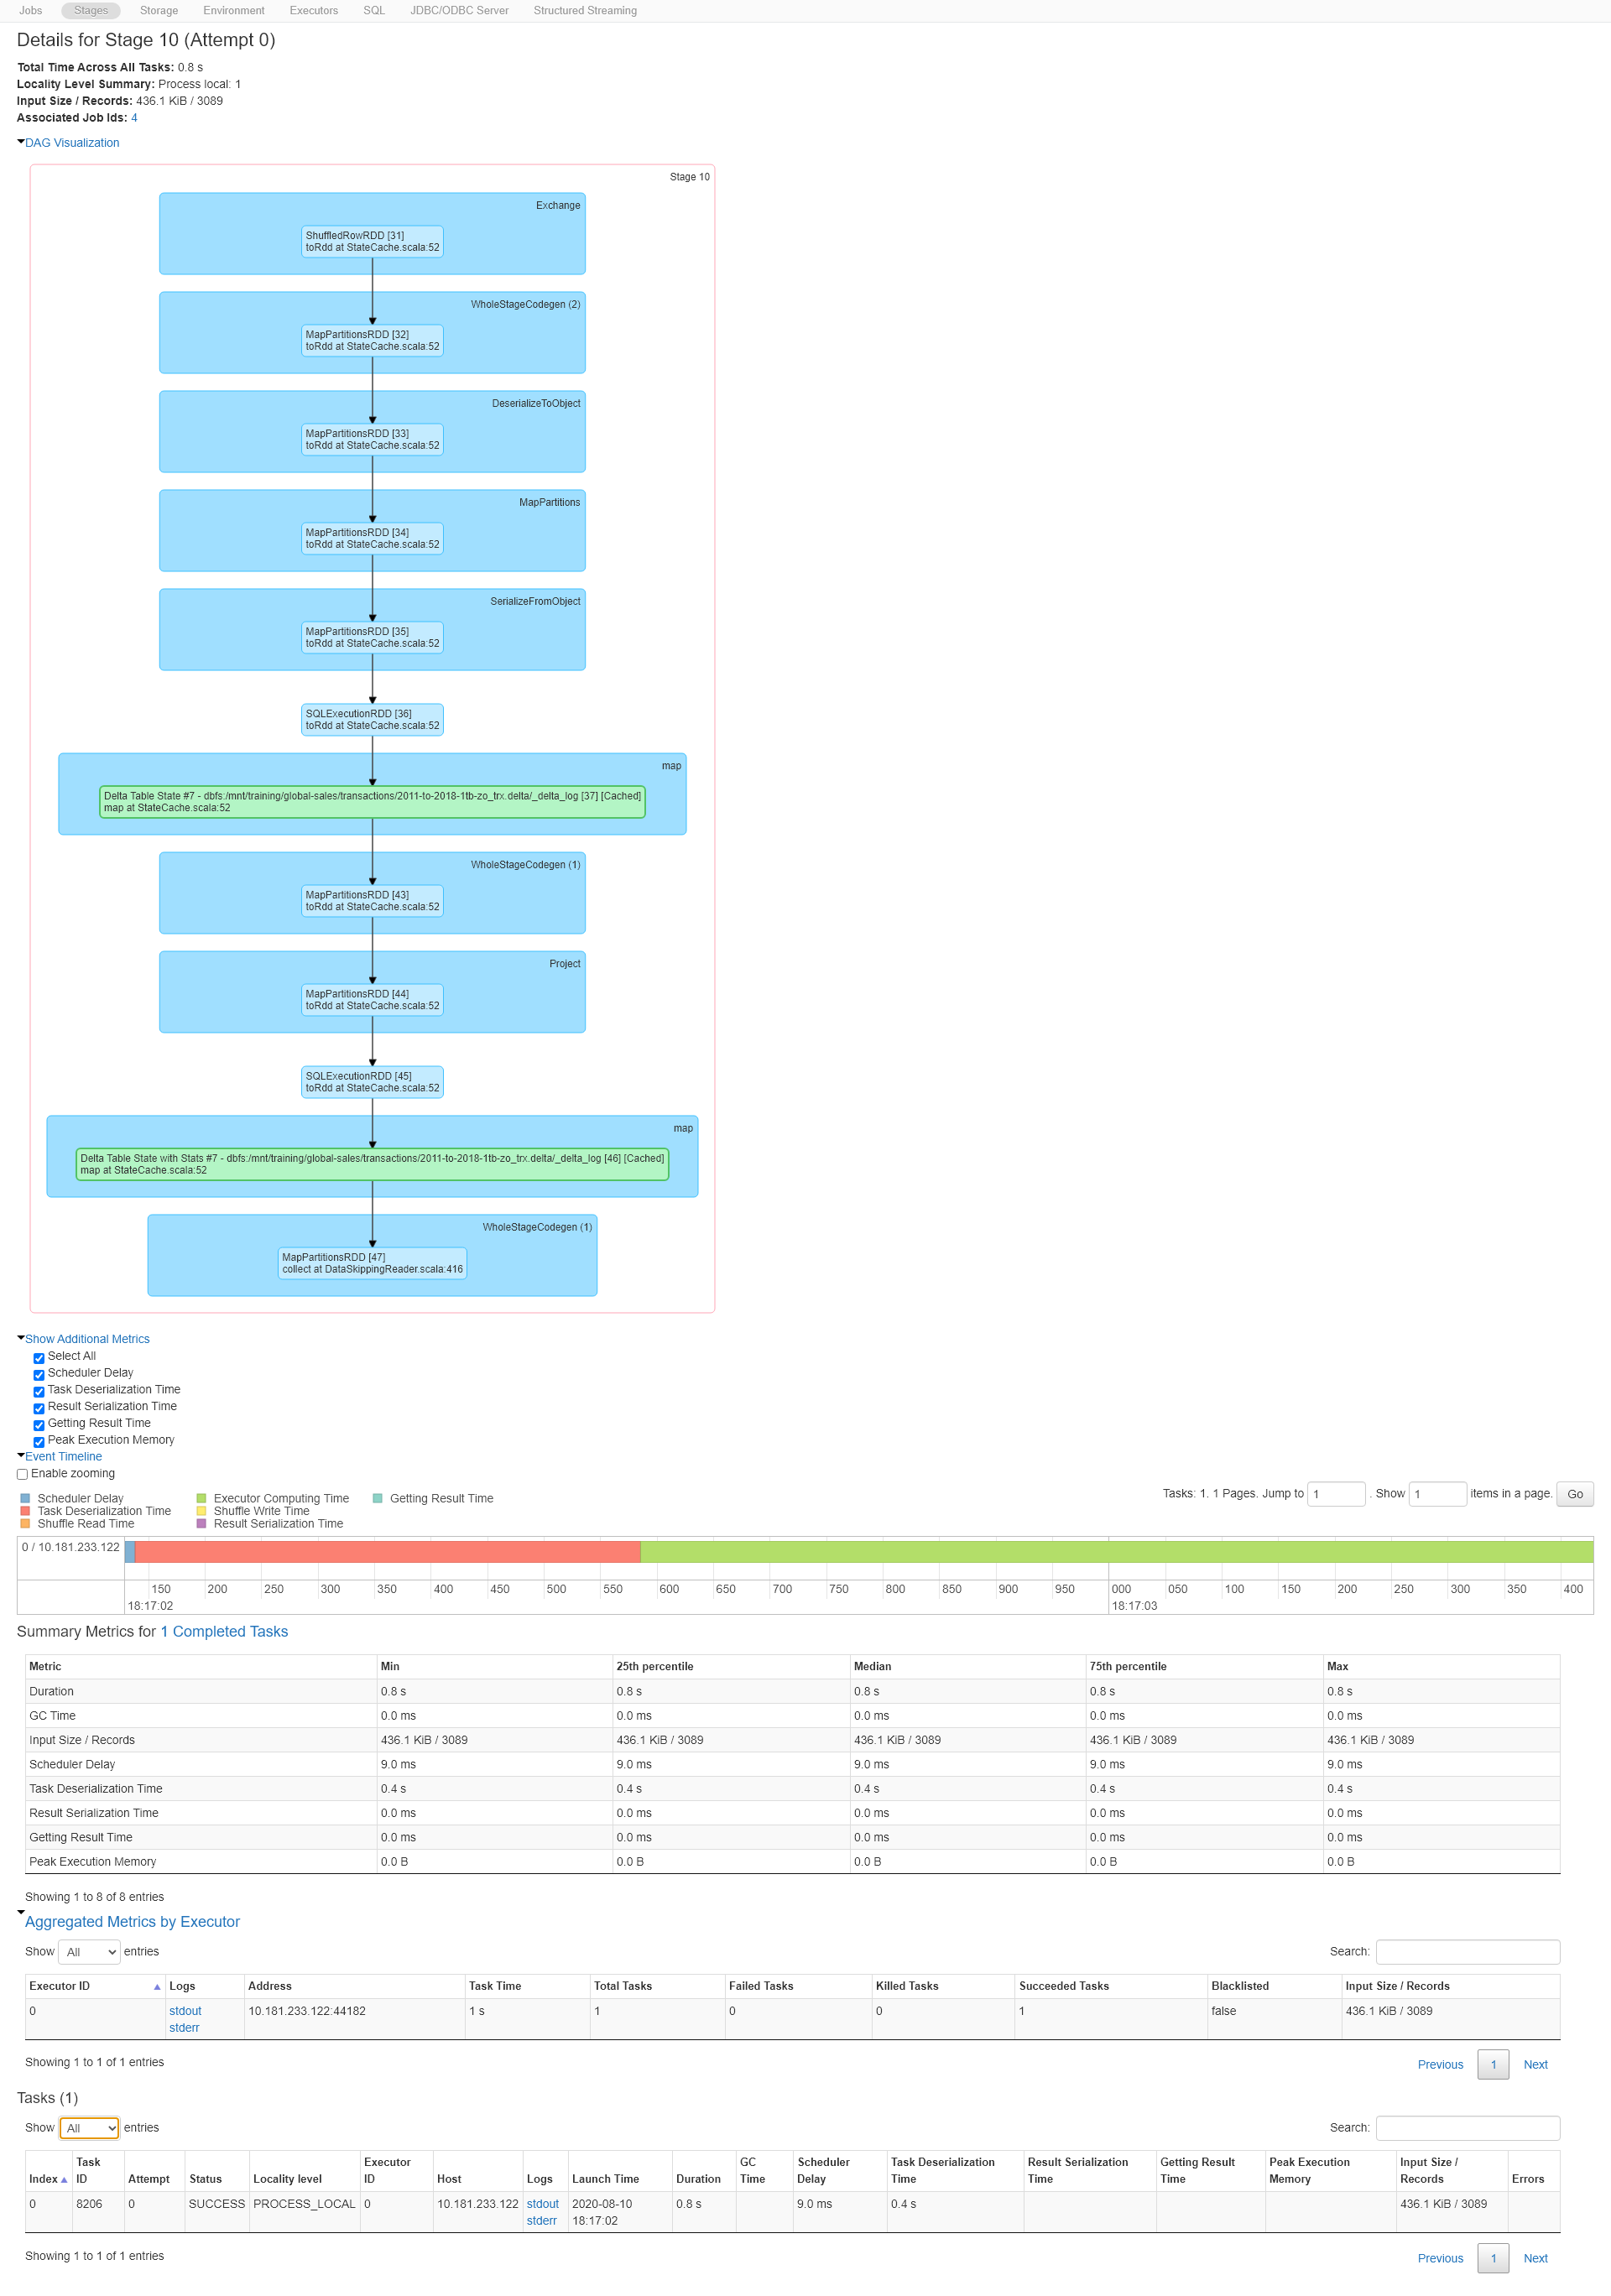 Jobs Stages Storage Environment Executors SQL JDBC/ODBC Server Structured Streaming
Details for Stage 10 (Attempt 0)
Total Time Across All Tasks: 0.8 s
Locality Level Summary: Process local: 1
Input Size / Records: 436.1 KiB / 3089
Associated Job Ids: 4
DAG Visualization
Stage 10
Exchange
ShuffledRowRDD [31]
toRdd at StateCache.scala:52
WholeStageCodegen (2)
MapPartitionsRDD [32]
toRdd at StateCache.scala:52
DeserializeToObject
MapPartitionsRDD [33]
toRdd at StateCache.scala:52
MapPartitions
MapPartitionsRDD [34]
toRdd at StateCache.scala:52
SerializeFromObject
MapPartitionsRDD [35]
toRdd at StateCache.scala:52
SQLExecutionRDD [36]
toRdd at StateCache.scala:52
map
Delta Table State #7 - dbfs:/mnt/training/global-sales/transactions/2011-to-2018-1tb-zo_trx.delta/_delta_log [37] [Cached]
map at StateCache.scala:52
WholeStageCodegen (1)
MapPartitionsRDD [43]
toRdd at StateCache.scala:52
Project
MapPartitionsRDD [44]
toRdd at StateCache.scala:52
SQLExecutionRDD [45]
toRdd at StateCache.scala:52
map
Delta Table State with Stats #7 - dbfs:/mnt/training/global-sales/transactions/2011-to-2018-1tb-zo_trx.delta/_delta_log [46] [Cached]
map at StateCache.scala:52
WholeStageCodegen (1)
MapPartitionsRDD [47]
collect at DataSkippingReader.scala:416
Show Additional Metrics
Select All
Scheduler Delay
Task Deserialization Time
Result Serialization Time
Getting Result Time
Peak Execution Memory
Event Timeline
Enable zooming
Tasks: 1. 1 Pages. Jump to 1 . Show 1 items in a page. Go
Scheduler Delay Executor Computing Time Getting Result Time
Task Deserialization Time Shuffle Write Time
Shuffle Read Time Result Serialization Time
0 / 10.181.233.122
150 200 250 300 350 400 450 500 550 600 650 700 750 800 850 900 950 000 050 100 150 200 250 300 350 400
18:17:02 18:17:03
Summary Metrics for 1 Completed Tasks
Metric Min 25th percentile Median 75th percentile Max
Duration 0.8 s 0.8 s 0.8 s 0.8 s 0.8 s
GC Time 0.0 ms 0.0 ms 0.0 ms 0.0 ms 0.0 ms
Input Size / Records 436.1 KiB / 3089 436.1 KiB / 3089 436.1 KiB / 3089 436.1 KiB / 3089 436.1 KiB / 3089
Scheduler Delay 9.0 ms 9.0 ms 9.0 ms 9.0 ms 9.0 ms
Task Deserialization Time 0.4 s 0.4 s 0.4 s 0.4 s 0.4 s
Result Serialization Time 0.0 ms 0.0 ms 0.0 ms 0.0 ms 0.0 ms
Getting Result Time 0.0 ms 0.0 ms 0.0 ms 0.0 ms 0.0 ms
Peak Execution Memory 0.0 B 0.0 B 0.0 B 0.0 B 0.0 B
Showing 1 to 8 of 8 entries
Aggregated Metrics by Executor
Show All entries Search:
Executor ID Logs Address Task Time Total Tasks Failed Tasks Killed Tasks Succeeded Tasks Blacklisted Input Size / Records
0 stdout 10.181.233.122:44182 1 s 1 0 0 1 false 436.1 KiB / 3089
stderr
Showing 1 to 1 of 1 entries Previous 1 Next
Tasks (1)
Show All entries Search:
Task Executor GC Scheduler Task Deserialization Result Serialization Getting Result Peak Execution Input Size /
Index ID Attempt Status Locality level ID Host Logs Launch Time Duration Time Delay Time Time Time Memory Records Errors
0 8206 0 SUCCESS PROCESS_LOCAL 0 10.181.233.122 stdout 2020-08-10 0.8 s 9.0 ms 0.4 s 436.1 KiB / 3089
stderr 18:17:02
Showing 1 to 1 of 1 entries Previous 1 Next